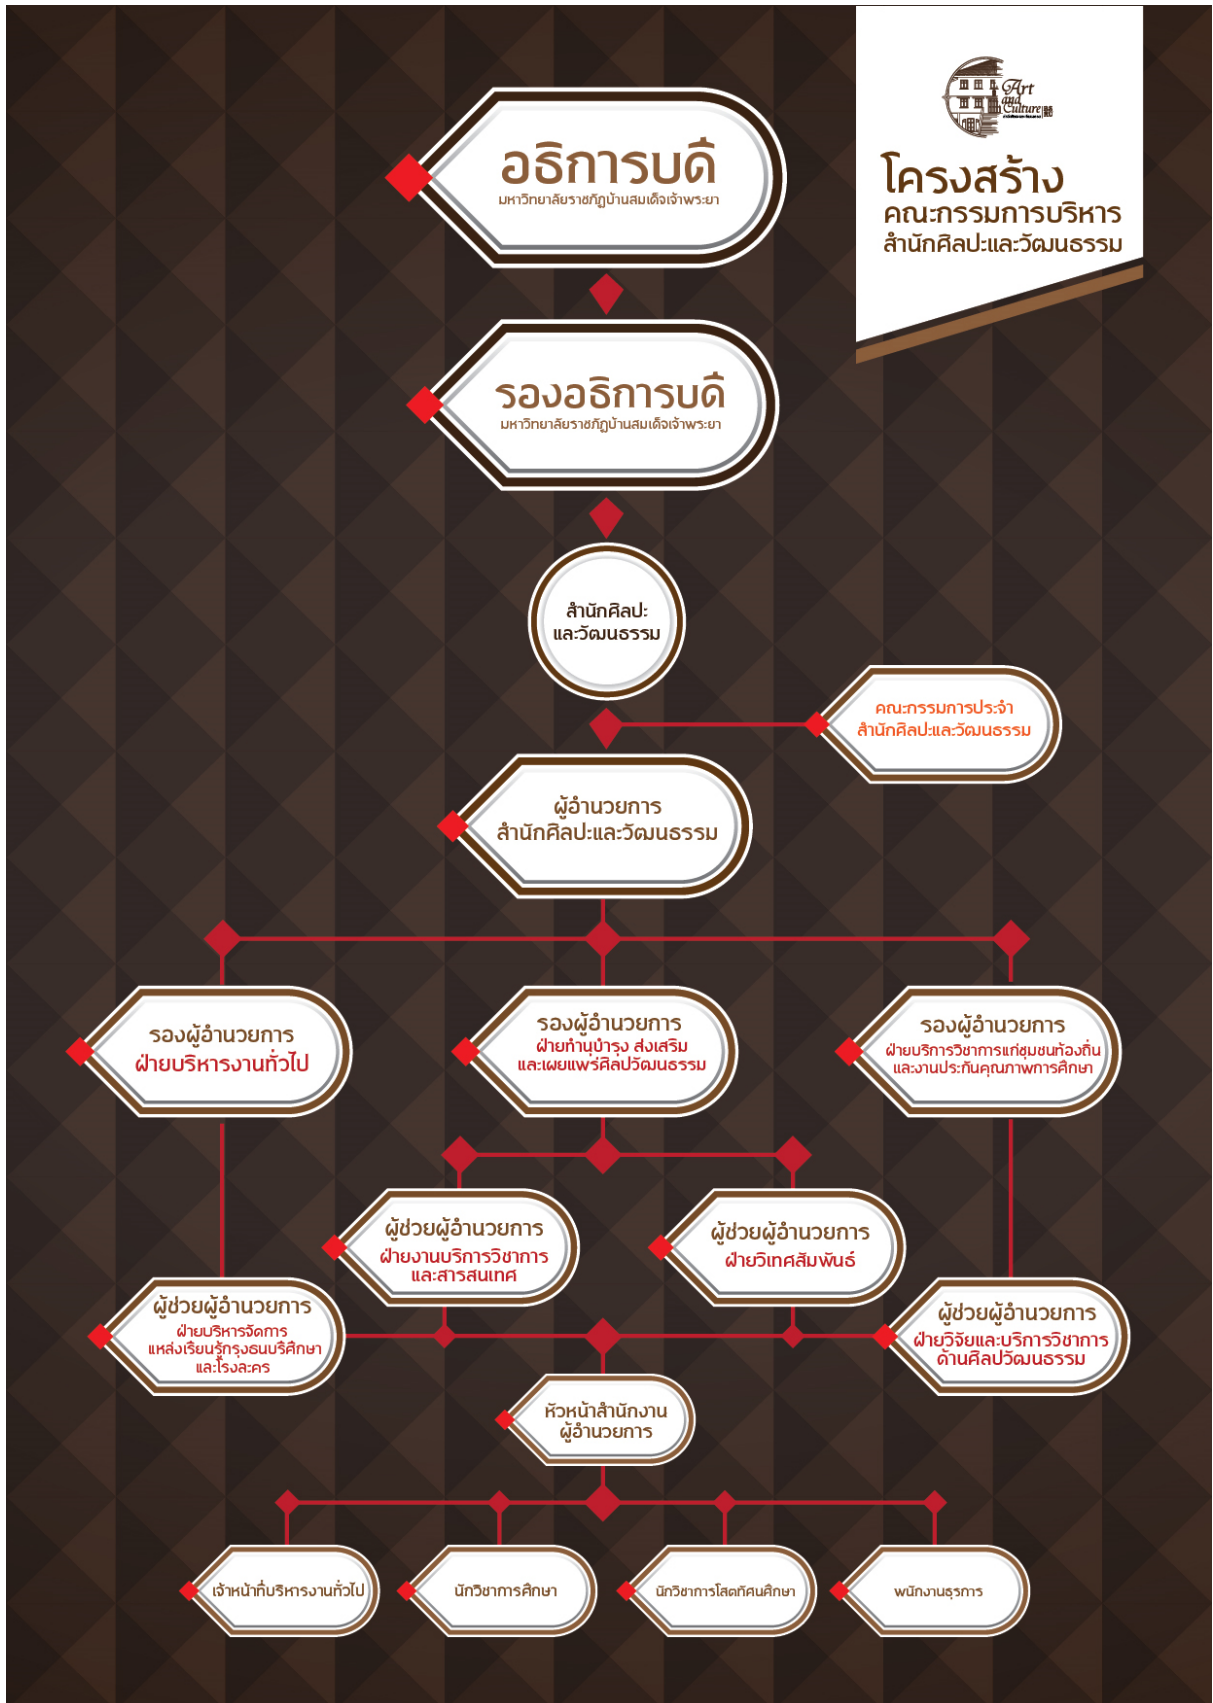 Art
and
Culture
โครงสร้าง
คณะกรรมการบริหาร
สำนักศิลปะและวัฒนธรรม
อธิการบดี
มหาวิทยาลัยราชภัฏบ้านสมเด็จเจ้าพระยา
รองอธิการบดี
มหาวิทยาลัยราชภัฏบ้านสมเด็จเจ้าพระยา
สำนักศิลปะ
และวัฒนธรรม
คณะกรรมการประจำ
สำนักศิลปะและวัฒนธรรม
ผู้อำนวยการ
สำนักศิลปะและวัฒนธรรม
รองผู้อำนวยการ
ฝ่ายบริหารงานทั่วไป
รองผู้อำนวยการ
ฝ่ายทำนุบำรุง ส่งเสริม
และเผยแพร่ศิลปวัฒนธรรม
รองผู้อำนวยการ
ฝ่ายบริการวิชาการแก่ชุมชนท้องถิ่น
และงานประกันคุณภาพการศึกษา
ผู้ช่วยผู้อำนวยการ
ฝ่ายงานบริการวิชาการ
และสารสนเทศ
ผู้ช่วยผู้อำนวยการ
ฝ่ายวิเทศสัมพันธ์
ผู้ช่วยผู้อำนวยการ
ฝ่ายบริหารจัดการ
แหล่งเรียนรู้กรุงธนบรีศึกษา
และโรงละคร
ผู้ช่วยผู้อำนวยการ
ฝ่ายวิจัยและบริการวิชาการ
ด้านศิลปวัฒนธรรม
หัวหน้าสำนักงาน
ผู้อำนวยการ
เจ้าหน้าที่บริหารงานทั่วไป
นักวิชาการศึกษา
นักวิชาการโสตทัศนศึกษา
พนักงานธุรการ